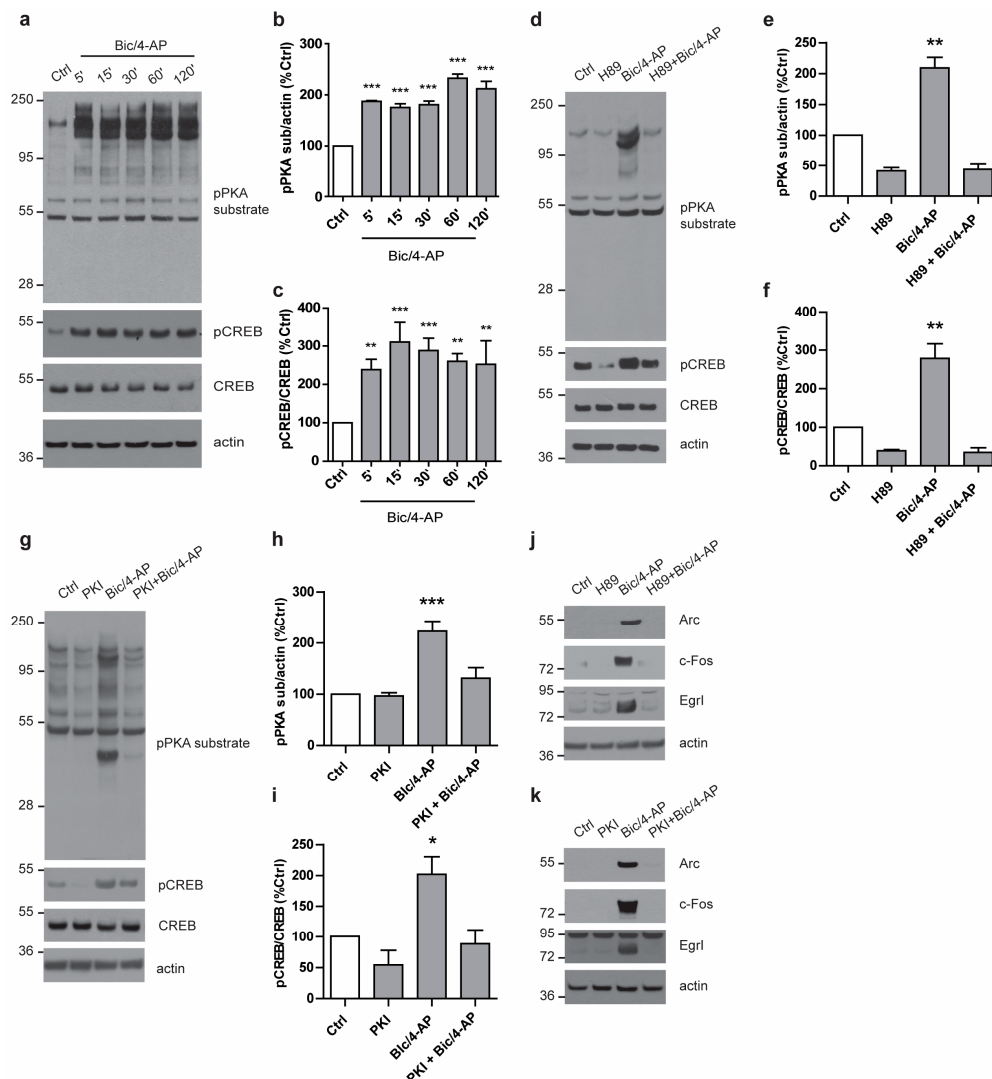 a
Bic/4-AP
Ctrl 5' 15' 30' 60' 120'
250
95
55
28
pPKA
substrate
55
pCREB
55
CREB
36
actin
b
pPKA sub/actin (%Ctrl)
300
200
100
0
*** *** *** *** ***
Ctrl 5' 15' 30' 60' 120'
Bic/4-AP
c
pCREB/CREB (%Ctrl)
400
300
200
100
0
** *** *** ** **
Ctrl 5' 15' 30' 60' 120'
Bic/4-AP
d
Ctrl H89 Bic/4-AP H89+Bic/4-AP
250
95
55
28
pPKA
substrate
55
pCREB
55
CREB
36
actin
e
pPKA sub/actin (%Ctrl)
250
200
150
100
50
0
**
Ctrl H89 Bic/4-AP H89 + Bic/4-AP
f
pCREB/CREB (%Ctrl)
400
300
200
100
0
**
Ctrl H89 Bic/4-AP H89 + Bic/4-AP
g
Ctrl PKI Bic/4-AP PKI+Bic/4-AP
250
95
55
28
pPKA substrate
55
pCREB
55
CREB
36
actin
h
pPKA sub/actin (%Ctrl)
300
200
100
0
***
Ctrl PKI BIc/4-AP PKI + Bic/4-AP
i
pCREB/CREB (%Ctrl)
250
200
150
100
50
0
*
Ctrl PKI BIc/4-AP PKI + Bic/4-AP
j
Ctrl H89 Bic/4-AP H89+Bic/4-AP
55
Arc
72
c-Fos
95
72
EgrI
36
actin
k
Ctrl PKI Bic/4-AP PKI+Bic/4-AP
55
Arc
72
c-Fos
95
72
EgrI
36
actin